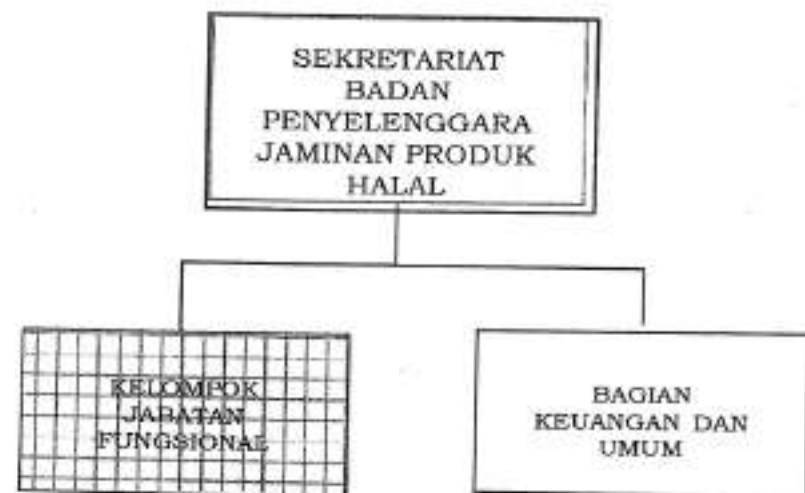 SEKRETARIAT
BADAN
PENYELENGGARA
JAMINAN PRODUK
HALAL
KELOMPOK
JABATAN
FUNGSIONAL
BAGIAN
KEUANGAN DAN
UMUM